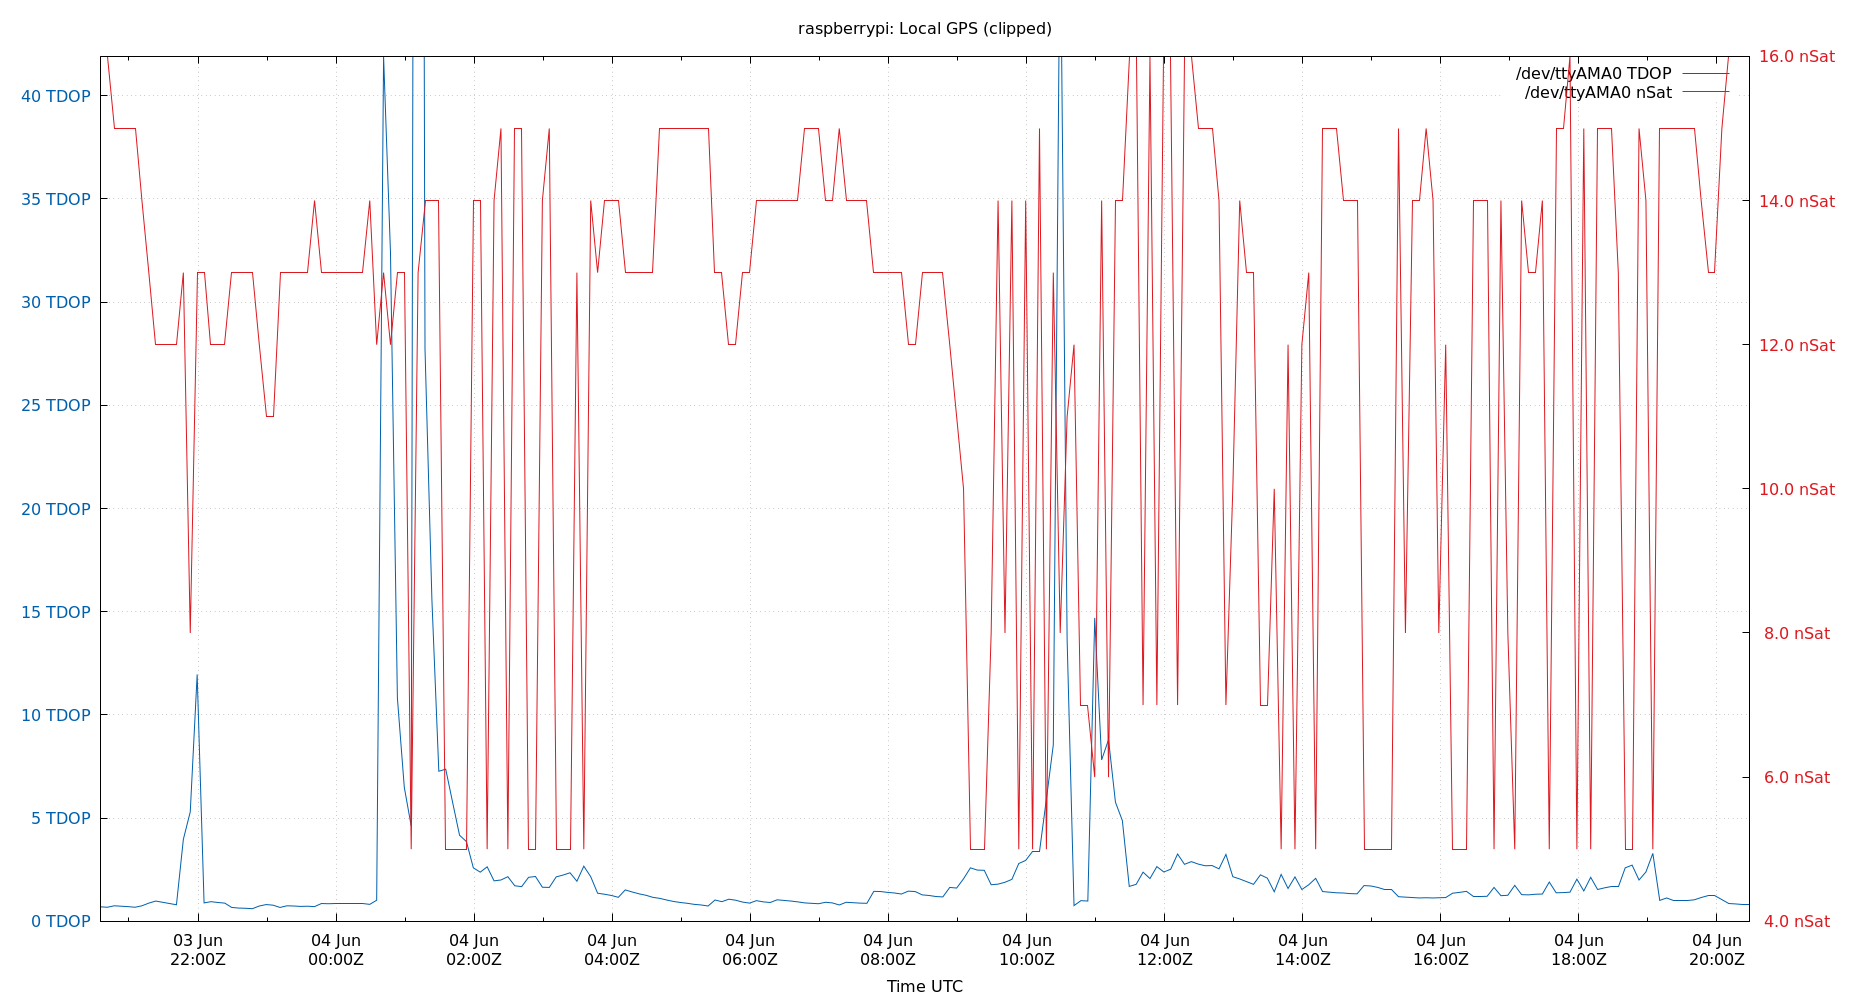 raspberrypi: Local GPS (clipped)
/dev/ttyAMA0 TDOP
/dev/ttyAMA0 nSat
40 TDOP
35 TDOP
30 TDOP
25 TDOP
20 TDOP
15 TDOP
10 TDOP
5 TDOP
0 TDOP
16.0 nSat
14.0 nSat
12.0 nSat
10.0 nSat
8.0 nSat
6.0 nSat
4.0 nSat
03 Jun
22:00Z
04 Jun
00:00Z
04 Jun
02:00Z
04 Jun
04:00Z
04 Jun
06:00Z
04 Jun
08:00Z
04 Jun
10:00Z
04 Jun
12:00Z
04 Jun
14:00Z
04 Jun
16:00Z
04 Jun
18:00Z
04 Jun
20:00Z
Time UTC